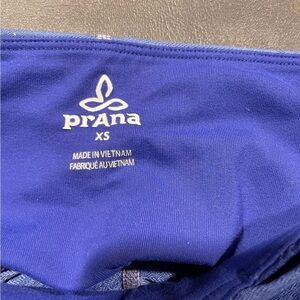 prAna
XS
MADE IN VIETNAM
FABRIQUÉ AU VIETNAM